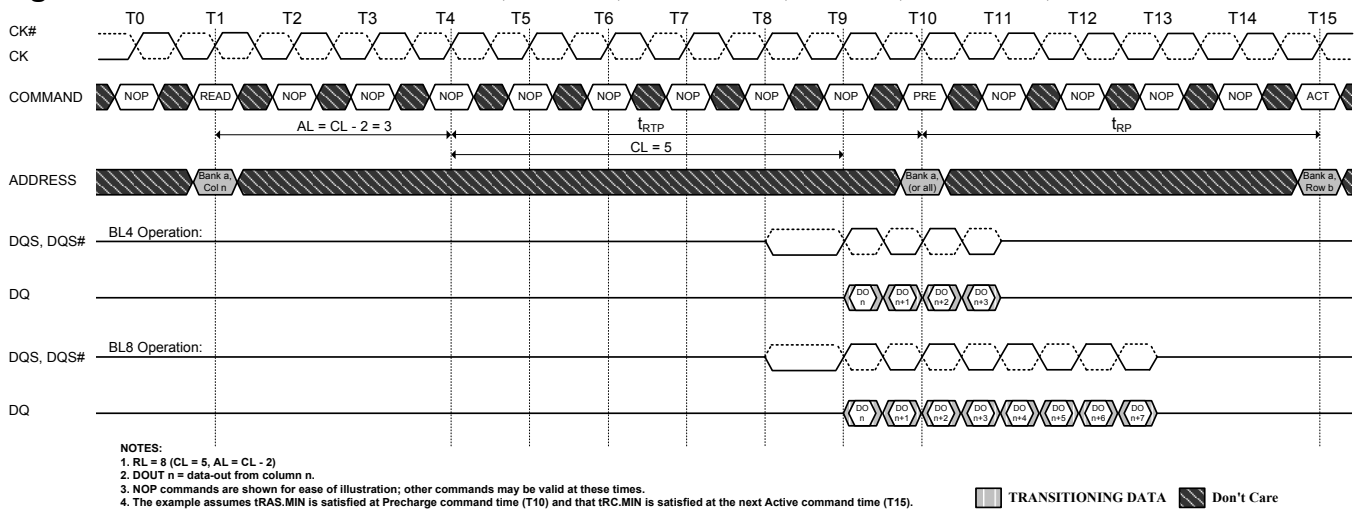 T0 T1 T2 T3 T4 T5 T6 T7 T8 T9 T10 T11 T12 T13 T14 T15
CK#
CK
COMMAND NOP READ NOP NOP NOP NOP NOP NOP NOP NOP PRE NOP NOP NOP NOP ACT
AL = CL - 2 = 3 tRTP tRP
CL = 5
ADDRESS Bank a, Col n Bank a, (or all) Bank a, Row b
BL4 Operation:
DQS, DQS#
DQ DO n DO n+1 DO n+2 DO n+3
BL8 Operation:
DQS, DQS#
DQ DO n DO n+1 DO n+2 DO n+3 DO n+4 DO n+5 DO n+6 DO n+7
NOTES:
1. RL = 8 (CL = 5, AL = CL - 2)
2. DOUT n = data-out from column n.
3. NOP commands are shown for ease of illustration; other commands may be valid at these times.
4. The example assumes tRAS.MIN is satisfied at Precharge command time (T10) and that tRC.MIN is satisfied at the next Active command time (T15).
TRANSITIONING DATA Don't Care